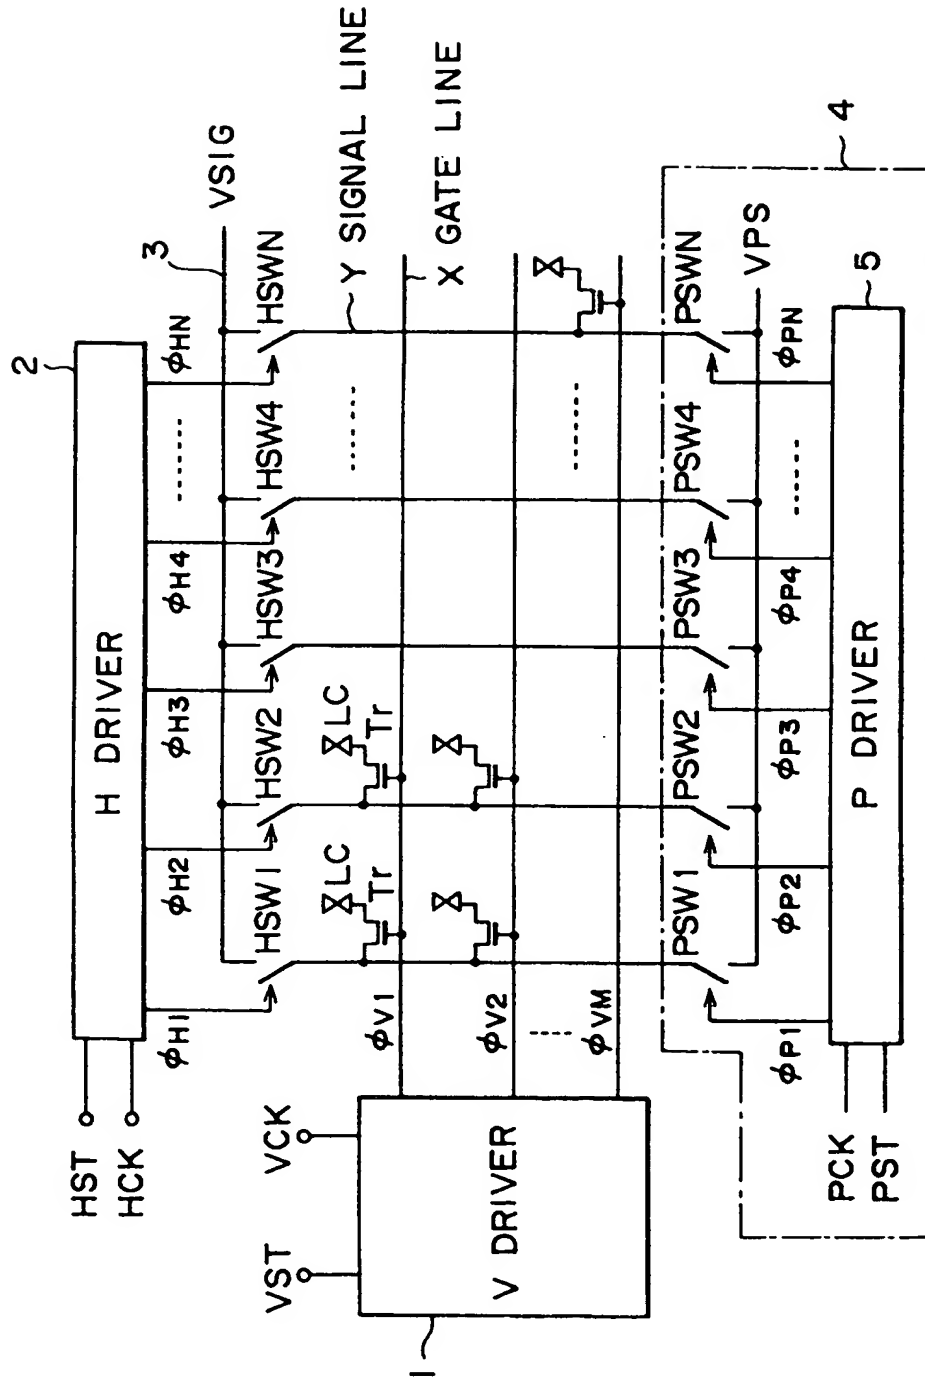 2
H DRIVER
HST
HCK
ϕH1
ϕH2
ϕH3
ϕH4
ϕHN
3
VSIG
HSW1
HSW2
HSW3
HSW4
HSWN
LC
Tr
LC
Tr
Y SIGNAL LINE
X GATE LINE
VST
VCK
V DRIVER
1
ϕV1
ϕV2
ϕVM
4
PSW1
PSW2
PSW3
PSW4
PSWN
VPS
ϕP1
ϕP2
ϕP3
ϕP4
ϕPN
5
PCK
PST
P DRIVER